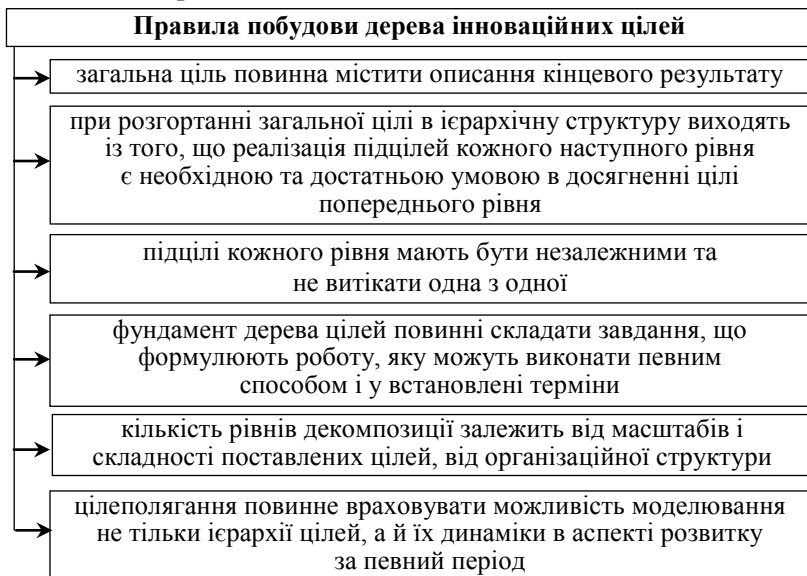 Правила побудови дерева інноваційних цілей
загальна ціль повинна містити описання кінцевого результату
при розгортанні загальної цілі в ієрархічну структуру виходять
із того, що реалізація підцілей кожного наступного рівня
є необхідною та достатньою умовою в досягненні цілі
попереднього рівня
підцілі кожного рівня мають бути незалежними та
не витікати одна з одної
фундамент дерева цілей повинні складати завдання, що
формулюють роботу, яку можуть виконати певним
способом і у встановлені терміни
кількість рівнів декомпозиції залежить від масштабів і
складності поставлених цілей, від організаційної структури
цілеполягання повинне враховувати можливість моделювання
не тільки ієрархії цілей, а й їх динаміки в аспекті розвитку
за певний період